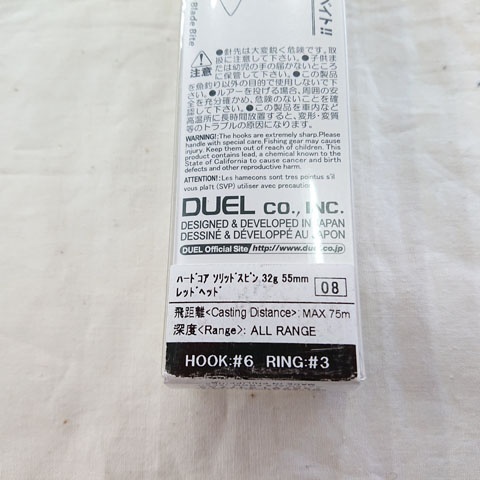 Blade Bite
ベイト!!
注意
●針先は大変鋭く危険です。取
扱に注意して下さい。●子供ま
たは幼児の手の届かないところ
に保管して下さい。●この製品
を魚釣り以外の目的で使用しないで下
さい。●ルアーを投げる場合、周囲の安
全を充分確かめ、危険のないことを確
認して下さい。●この製品を車内など
高温所に長時間放置すると、変形・変質
等のトラブルの原因になります。
WARNING!: The hooks are extremely sharp.Please
handle with special care.Fishing gear may cause
injury. Keep them out of reach of children. This
product contains lead, a chemical known to the
State of California to cause cancer and birth
defects and other reproductive harm.
ATTENTION!: Les hamecons sont tres pointus s'il
vous plaît (SVP) utiliser avec precaution
DUEL CO., INC.
DESIGNED & DEVELOPED IN JAPAN
DESSINÉ & DÉVELOPPÉ AU JAPON
DUEL Official Site http://www.duel.co.jp
ハードコア ソリッドスピン 32g 55mm
レッドヘッド 08
飛距離<Casting Distance>: MAX 75m
深度<Range>: ALL RANGE
HOOK:#6 RING:#3